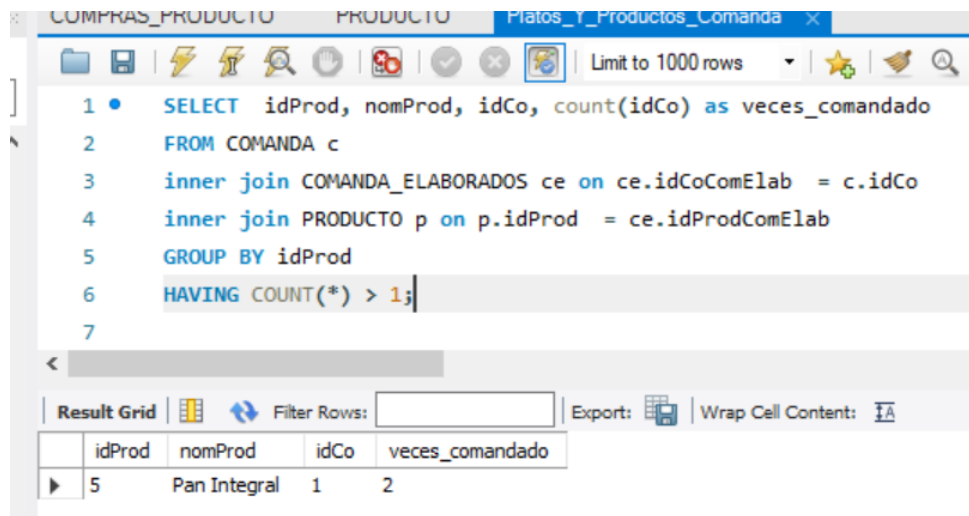 COMPRAS_PRODUCTO PRODUCTO Platos_Y_Productos_Comanda
Limit to 1000 rows
1 SELECT idProd, nomProd, idCo, count(idCo) as veces_comandado
2 FROM COMANDA c
3 inner join COMANDA_ELABORADOS ce on ce.idCoComElab = c.idCo
4 inner join PRODUCTO p on p.idProd = ce.idProdComElab
5 GROUP BY idProd
6 HAVING COUNT(*) > 1;
7
Result Grid Filter Rows: Export: Wrap Cell Content: IA
idProd nomProd idCo veces_comandado
5 Pan Integral 1 2